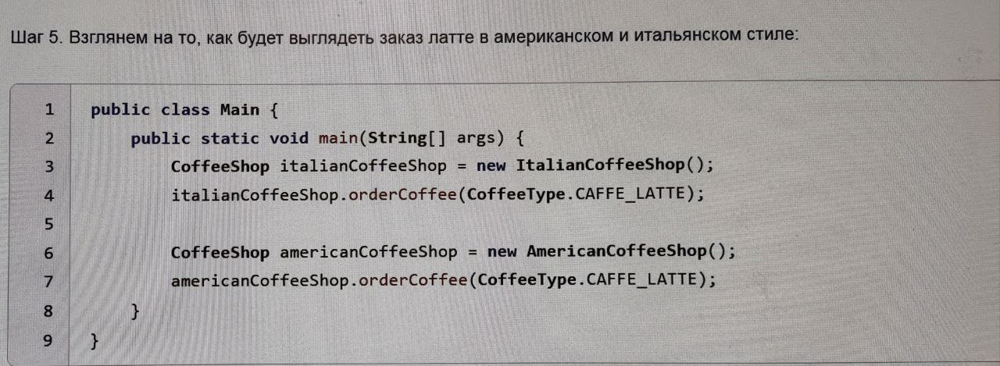 Шаг 5. Взглянем на то, как будет выглядеть заказ латте в американском и итальянском стиле:
1 public class Main {
2 public static void main(String[] args) {
3 CoffeeShop italianCoffeeShop = new ItalianCoffeeShop();
4 italianCoffeeShop.orderCoffee(CoffeeType.CAFFE_LATTE);
5
6 CoffeeShop americanCoffeeShop = new AmericanCoffeeShop();
7 americanCoffeeShop.orderCoffee(CoffeeType.CAFFE_LATTE);
8 }
9 }